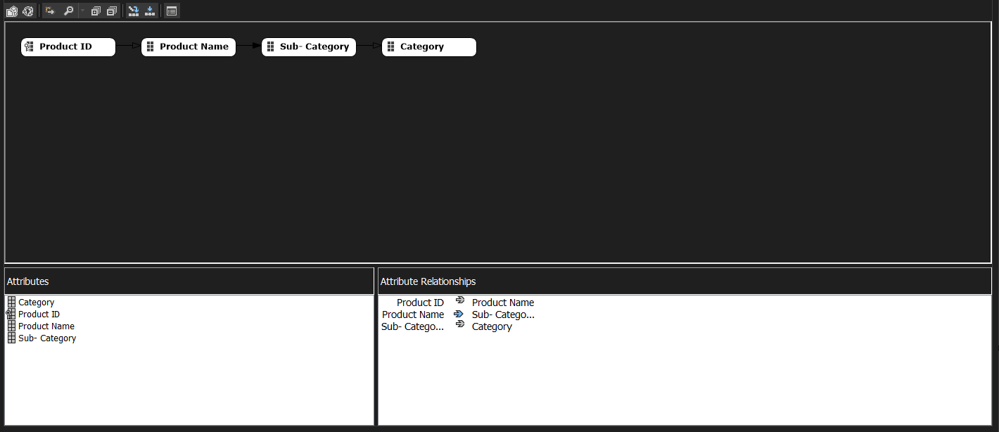 Product ID
Product Name
Sub- Category
Category
Attributes
Category
Product ID
Product Name
Sub- Category
Attribute Relationships
Product ID Product Name
Product Name Sub- Catego...
Sub- Catego... Category